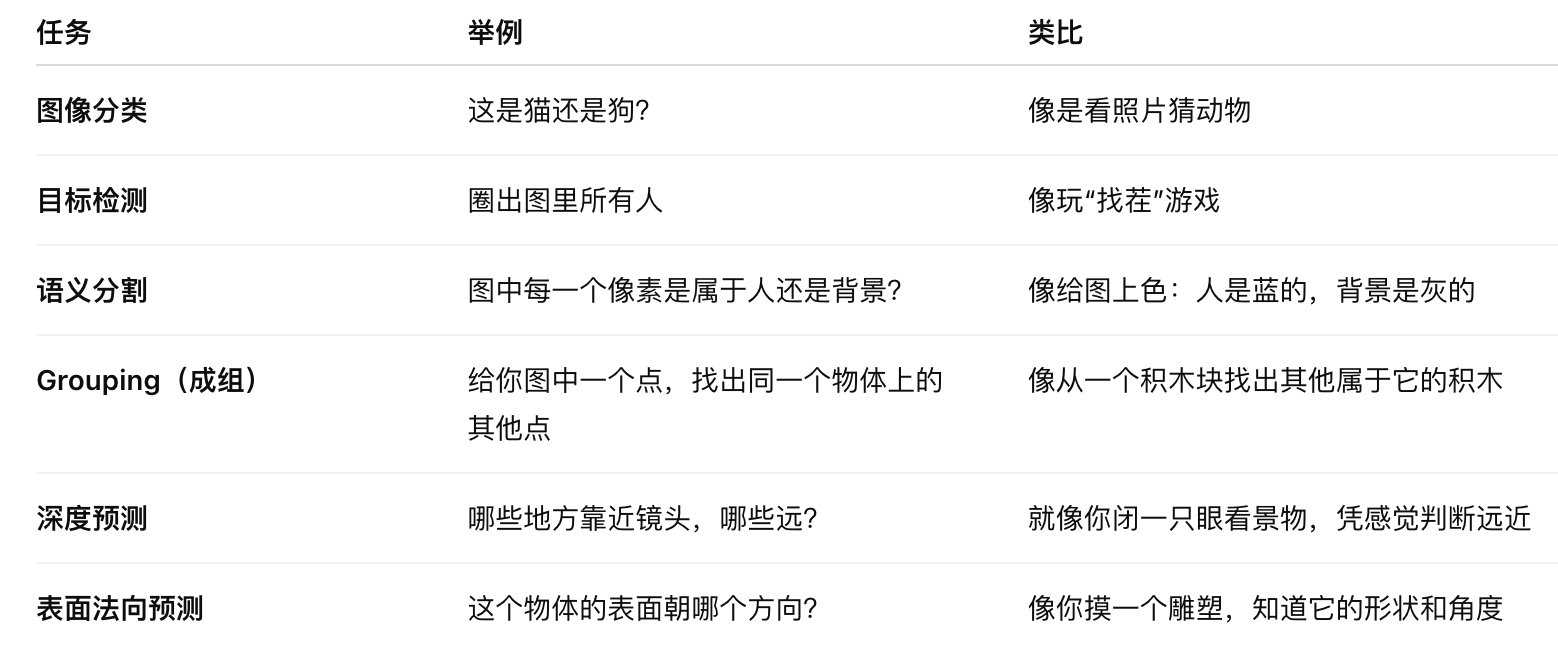 任务 举例 类比
图像分类 这是猫还是狗？ 像是看照片猜动物
目标检测 圈出图里所有人 像玩“找茬”游戏
语义分割 图中每一个像素是属于人还是背景？ 像给图上色：人是蓝的，背景是灰的
Grouping（成组） 给你图中一个点，找出同一个物体上的 像从一个积木块找出其他属于它的积木
其他点
深度预测 哪些地方靠近镜头，哪些远？ 就像你闭一只眼看景物，凭感觉判断远近
表面法向预测 这个物体的表面朝哪个方向？ 像你摸一个雕塑，知道它的形状和角度